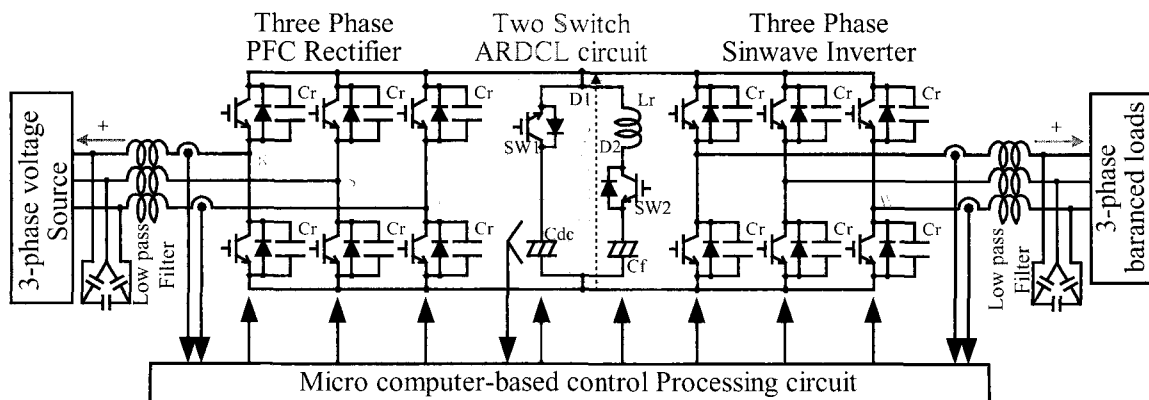 Three Phase
PFC Rectifier
Two Switch
ARDCL circuit
Three Phase
Sinwave Inverter
3-phase voltage
Source
+
Low pass
Filter
Cr
Cr
Cr
Cr
Cr
Cr
SW1
D1
Lr
D2
SW2
Cdc
Cf
Cr
Cr
Cr
Cr
Cr
Cr
+
Low pass
Filter
3-phase
baranced loads
Micro computer-based control Processing circuit